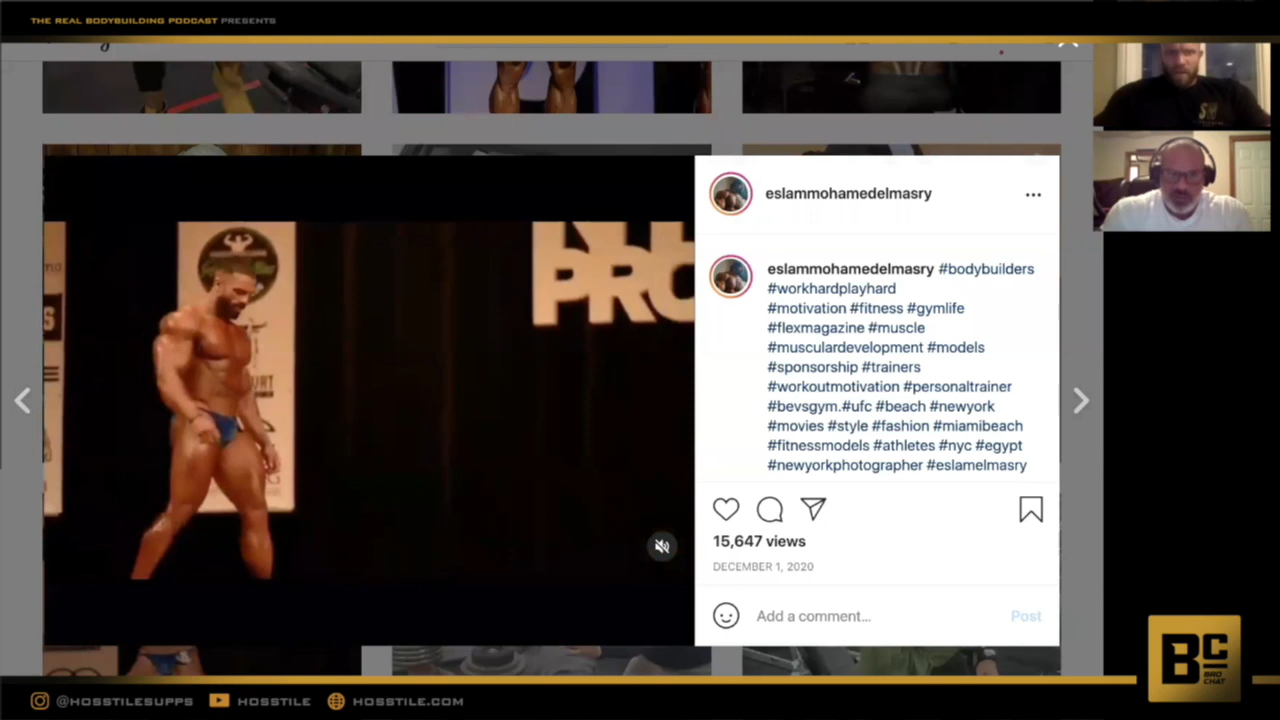 THE REAL BODYBUILDING PODCAST PRESENTS
PRO
S
eslammohamedelmasry
eslammohamedelmasry #bodybuilders
#workhardplayhard
#motivation #fitness #gymlife
#flexmagazine #muscle
#musculardevelopment #models
#sponsorship #trainers
#workoutmotivation #personaltrainer
#bevsgym.#ufc #beach #newyork
#movies #style #fashion #miamibeach
#fitnessmodels #athletes #nyc #egypt
#newyorkphotographer #eslamelmasry
15,647 views
DECEMBER 1, 2020
Add a comment...
Post
BC
BRO
CHAT
@HOSSTILESUPPS
HOSSTILE
HOSSTILE.COM